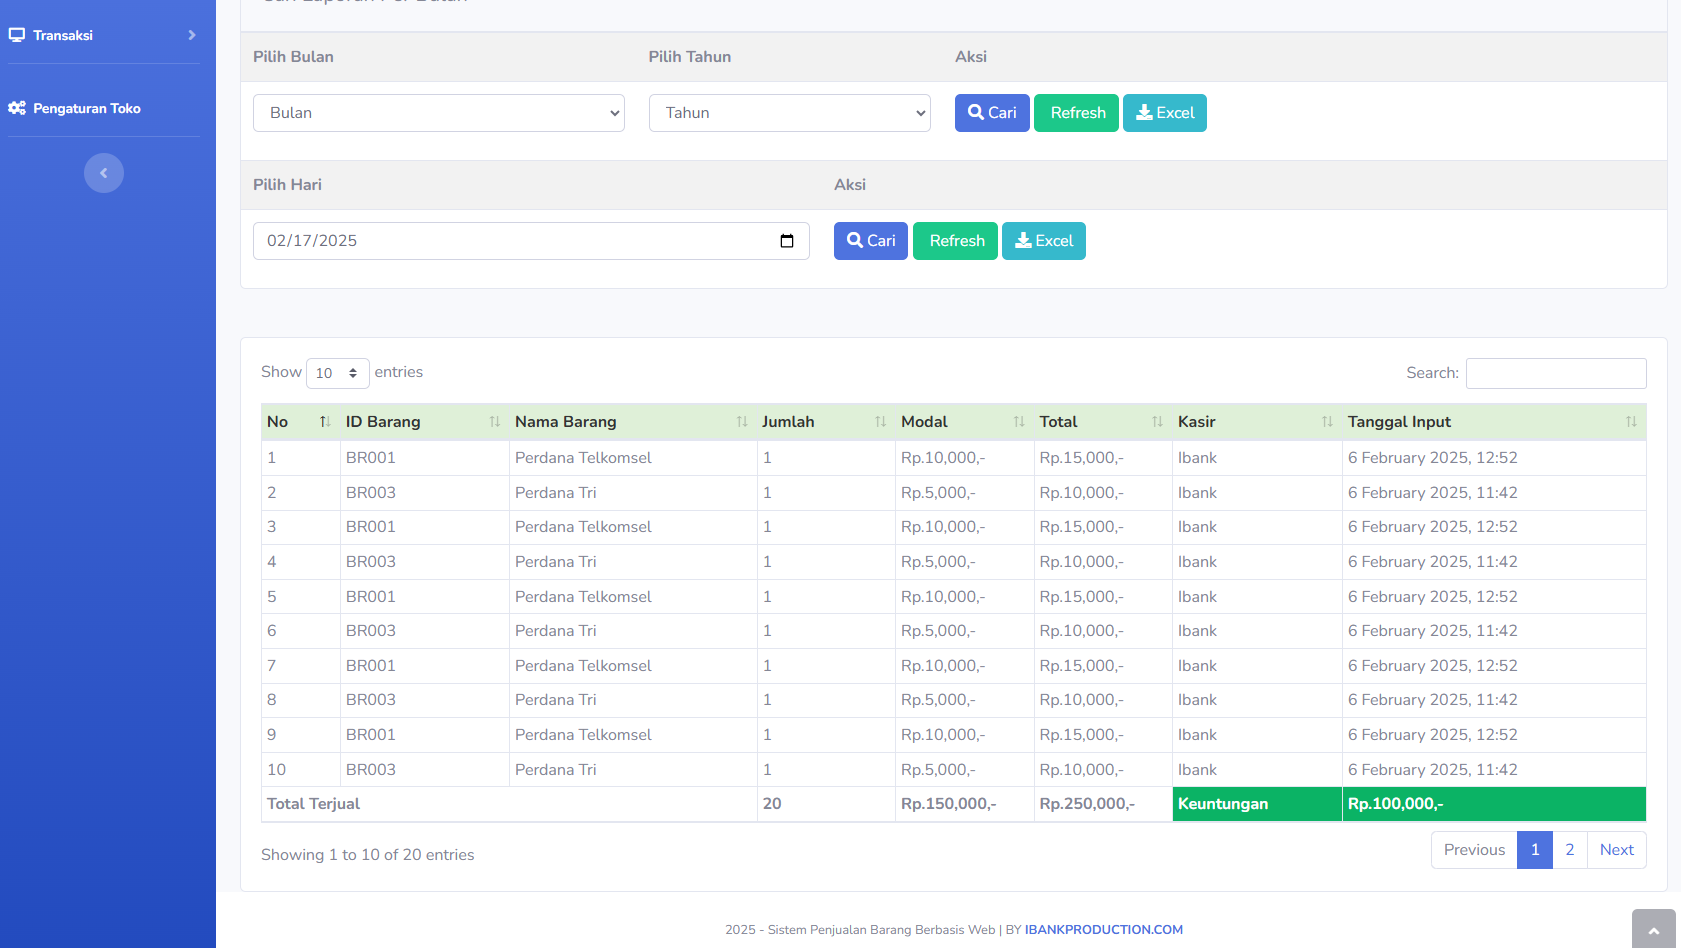 Cari Laporan Per Bulan
Transaksi
Pengaturan Toko
Pilih Bulan Pilih Tahun Aksi
Bulan Tahun Cari Refresh Excel
Pilih Hari Aksi
02/17/2025 Cari Refresh Excel
Show 10 entries Search:
No ID Barang Nama Barang Jumlah Modal Total Kasir Tanggal Input
1 BR001 Perdana Telkomsel 1 Rp.10,000,- Rp.15,000,- Ibank 6 February 2025, 12:52
2 BR003 Perdana Tri 1 Rp.5,000,- Rp.10,000,- Ibank 6 February 2025, 11:42
3 BR001 Perdana Telkomsel 1 Rp.10,000,- Rp.15,000,- Ibank 6 February 2025, 12:52
4 BR003 Perdana Tri 1 Rp.5,000,- Rp.10,000,- Ibank 6 February 2025, 11:42
5 BR001 Perdana Telkomsel 1 Rp.10,000,- Rp.15,000,- Ibank 6 February 2025, 12:52
6 BR003 Perdana Tri 1 Rp.5,000,- Rp.10,000,- Ibank 6 February 2025, 11:42
7 BR001 Perdana Telkomsel 1 Rp.10,000,- Rp.15,000,- Ibank 6 February 2025, 12:52
8 BR003 Perdana Tri 1 Rp.5,000,- Rp.10,000,- Ibank 6 February 2025, 11:42
9 BR001 Perdana Telkomsel 1 Rp.10,000,- Rp.15,000,- Ibank 6 February 2025, 12:52
10 BR003 Perdana Tri 1 Rp.5,000,- Rp.10,000,- Ibank 6 February 2025, 11:42
Total Terjual 20 Rp.150,000,- Rp.250,000,- Keuntungan Rp.100,000,-
Showing 1 to 10 of 20 entries Previous 1 2 Next
2025 - Sistem Penjualan Barang Berbasis Web | BY IBANKPRODUCTION.COM